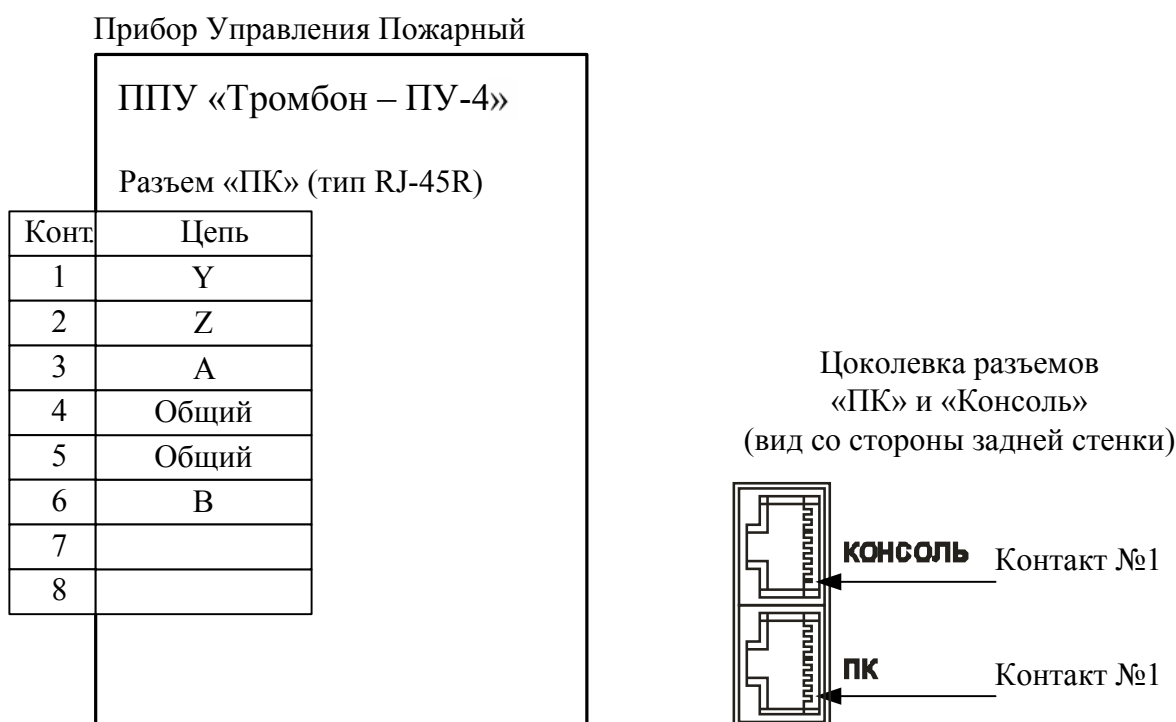 Прибор Управления Пожарный
ППУ «Тромбон – ПУ-4»
Разъем «ПК» (тип RJ-45R)
Конт. Цепь
1 Y
2 Z
3 A
4 Общий
5 Общий
6 B
7
8
Цоколевка разъемов
«ПК» и «Консоль»
(вид со стороны задней стенки)
КОНСОЛЬ Контакт №1
ПК Контакт №1